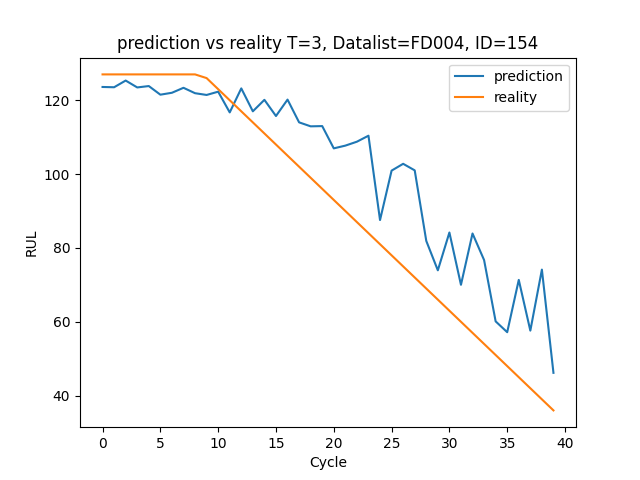 prediction vs reality T=3, Datalist=FD004, ID=154
prediction
reality
120
100
80
60
40
RUL
0 5 10 15 20 25 30 35 40
Cycle